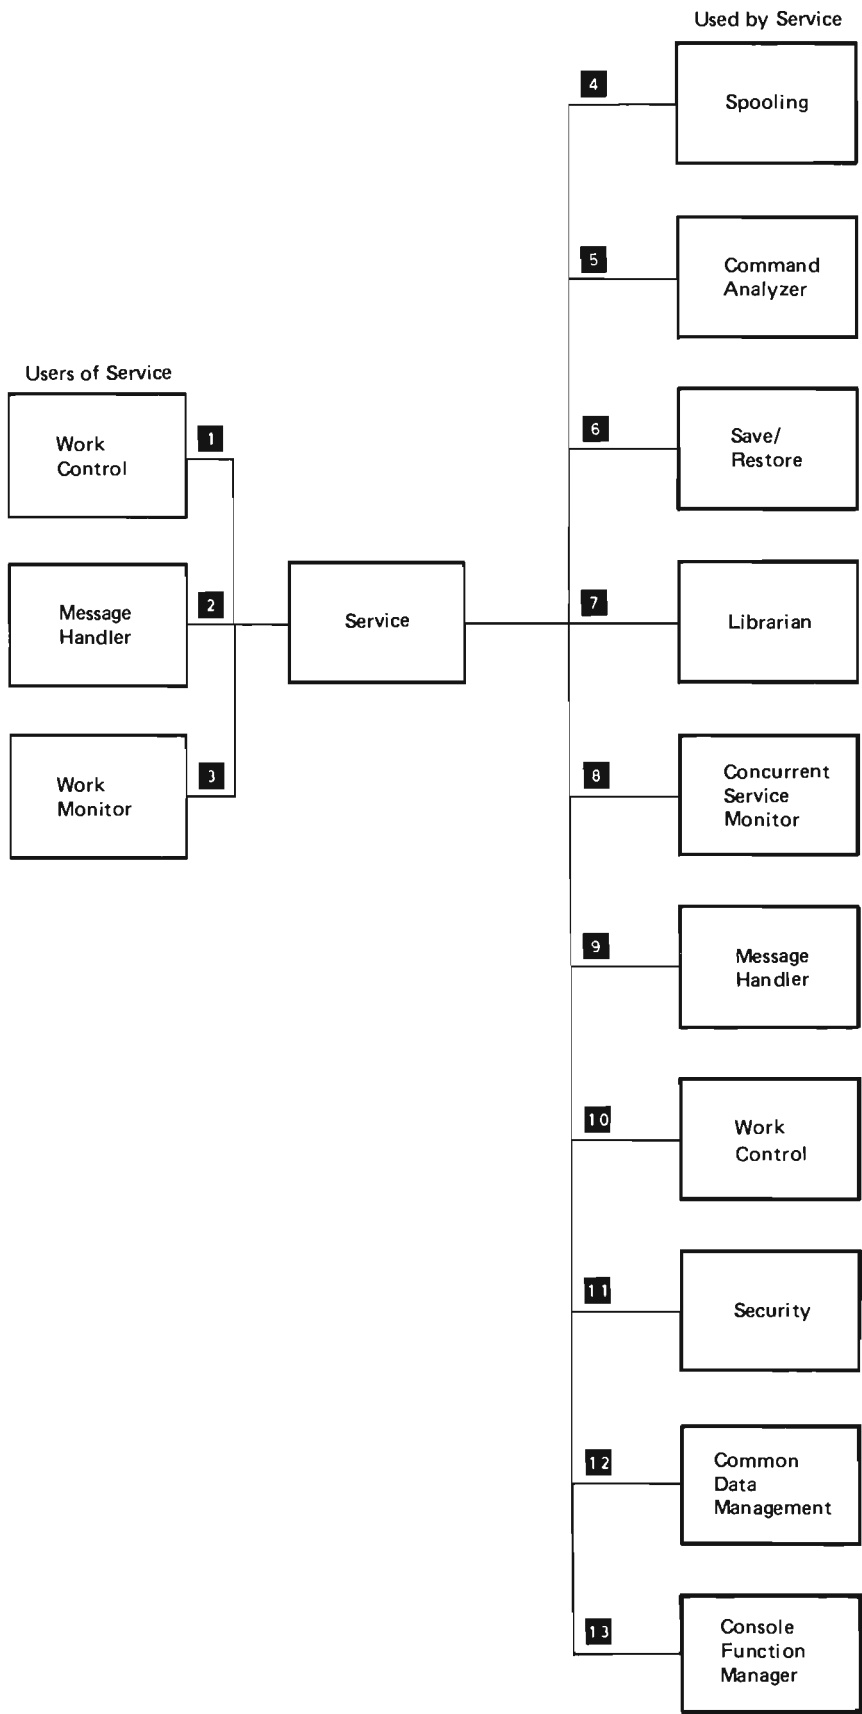 Used by Service
4
Spooling
5
Command
Analyzer
Users of Service
6
Save/
Restore
1
Work
Control
2
Message
Handler
Service
7
Librarian
3
Work
Monitor
8
Concurrent
Service
Monitor
9
Message
Handler
10
Work
Control
11
Security
12
Common
Data
Management
13
Console
Function
Manager